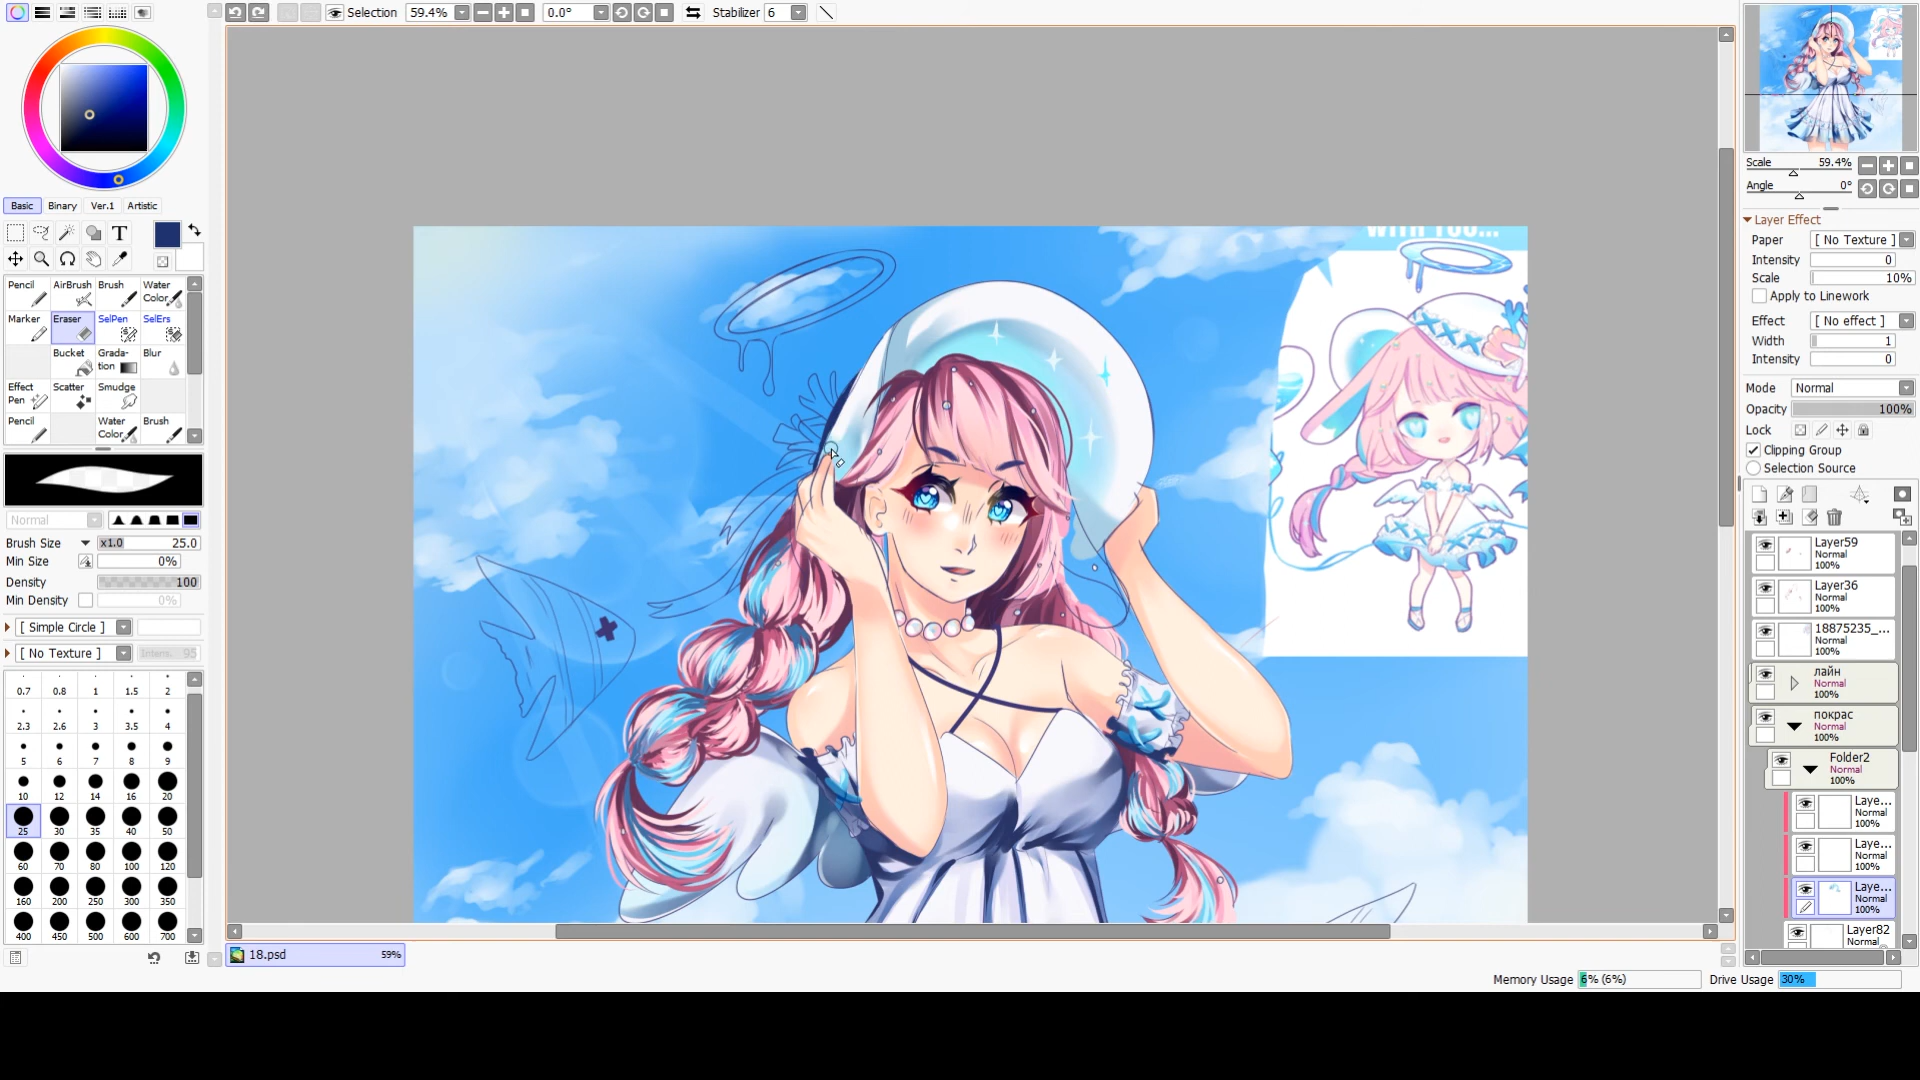 Selection 59.4% 0.0° Stabilizer 6
Basic Binary Ver.1 Artistic
T
Pencil AirBrush Brush Water Color
Marker Eraser SelPen SelErs
Bucket Grada-tion Blur
Effect Pen Scatter Smudge
Pencil Water Color Brush
Normal
Brush Size x1.0 25.0
Min Size 0%
Density 100
Min Density 0%
[ Simple Circle ]
[ No Texture ] Intens. 95
0.7 0.8 1 1.5 2
2.3 2.6 3 3.5 4
5 6 7 8 9
10 12 14 16 20
25 30 35 40 50
60 70 80 100 120
160 200 250 300 350
400 450 500 600 700
WITH YOU...
18.psd 59%
Scale 59.4%
Angle 0°
Layer Effect
Paper [ No Texture ]
Intensity 0
Scale 10%
Apply to Linework
Effect [ No effect ]
Width 1
Intensity 0
Mode Normal
Opacity 100%
Lock
Clipping Group
Selection Source
Layer59
Normal
100%
Layer36
Normal
100%
18875235_...
Normal
100%
лайн
Normal
100%
покрас
Normal
100%
Folder2
Normal
100%
Laye...
Normal
100%
Laye...
Normal
100%
Laye...
Normal
100%
Layer82
Normal
Memory Usage 6% (6%) Drive Usage 30%